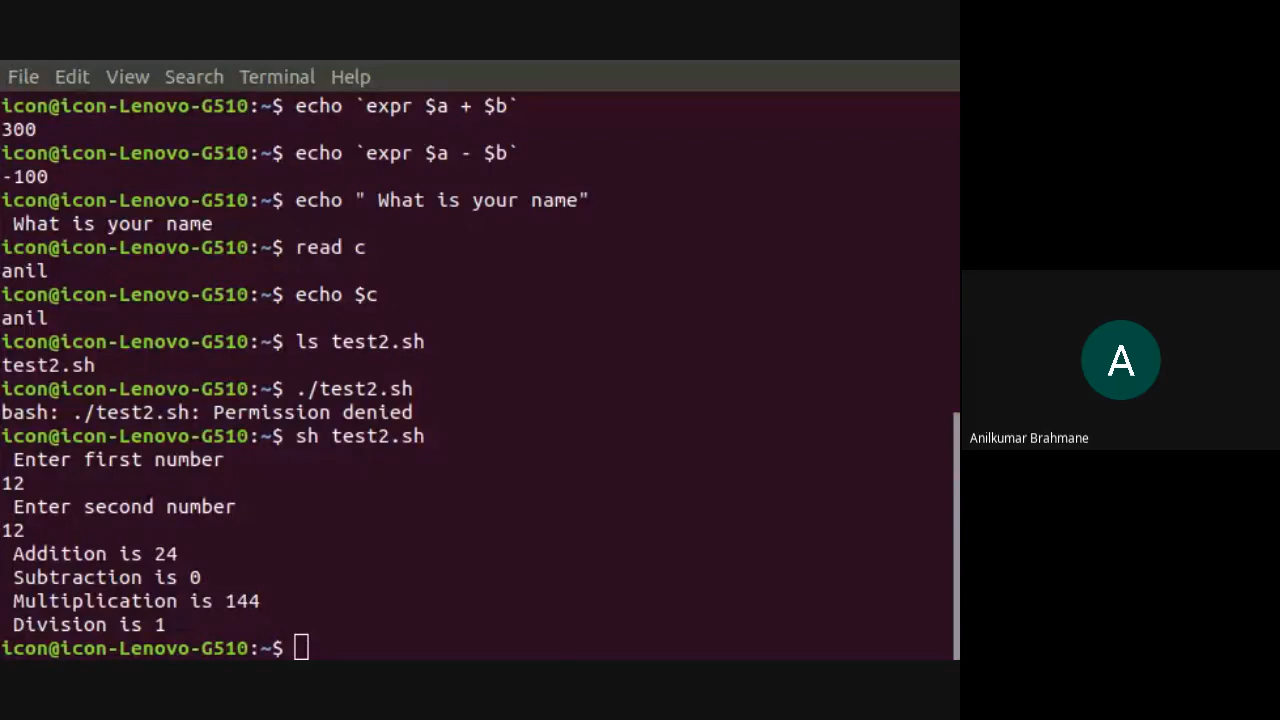 File Edit View Search Terminal Help
icon@icon-Lenovo-G510:~$ echo `expr $a + $b`
300
icon@icon-Lenovo-G510:~$ echo `expr $a - $b`
-100
icon@icon-Lenovo-G510:~$ echo " What is your name"
 What is your name
icon@icon-Lenovo-G510:~$ read c
anil
icon@icon-Lenovo-G510:~$ echo $c
anil
icon@icon-Lenovo-G510:~$ ls test2.sh
test2.sh
icon@icon-Lenovo-G510:~$ ./test2.sh
bash: ./test2.sh: Permission denied
icon@icon-Lenovo-G510:~$ sh test2.sh
 Enter first number
12
 Enter second number
12
 Addition is 24
 Subtraction is 0
 Multiplication is 144
 Division is 1
icon@icon-Lenovo-G510:~$
A
Anilkumar Brahmane